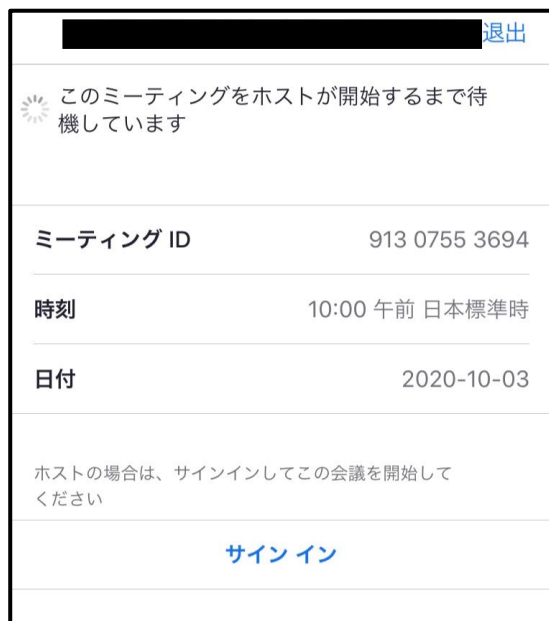 退出
このミーティングをホストが開始するまで待
機しています
ミーティング ID 913 0755 3694
時刻 10:00 午前 日本標準時
日付 2020-10-03
ホストの場合は、サインインしてこの会議を開始して
ください
サイン イン